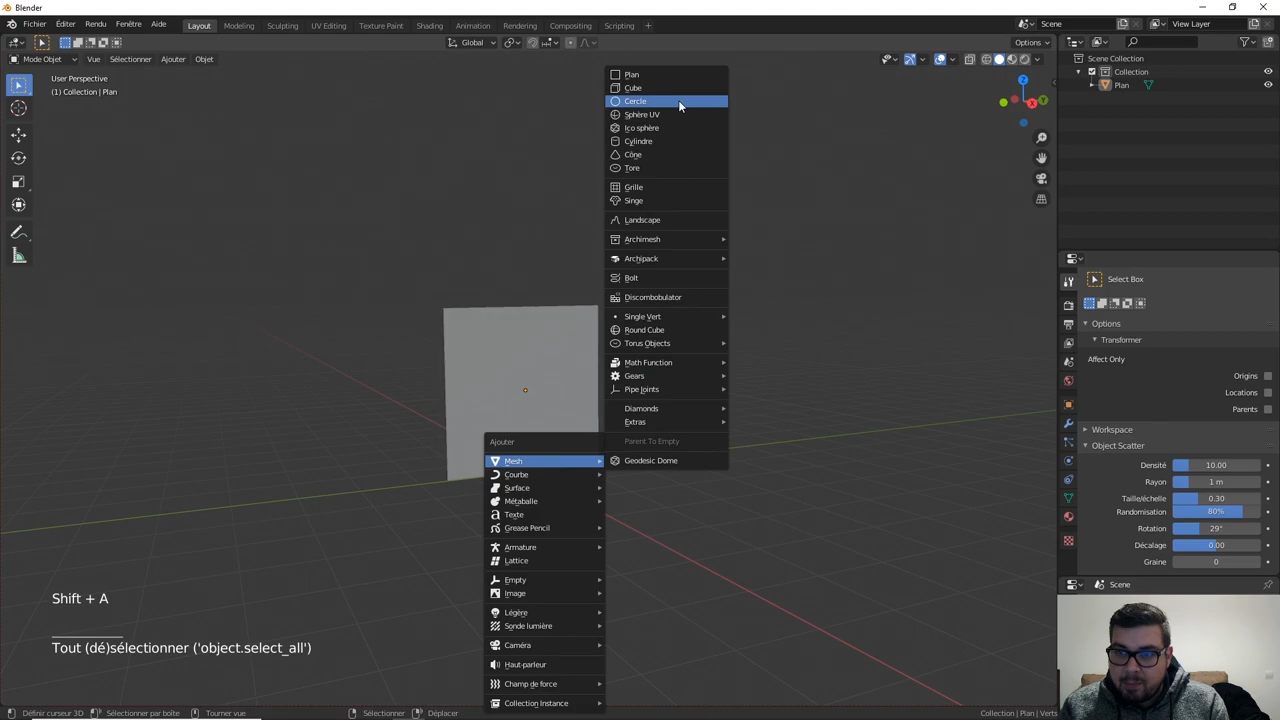 Blender
Fichier Éditer Rendu Fenêtre Aide Layout Modeling Sculpting UV Editing Texture Paint Shading Animation Rendering Compositing Scripting + Scene View Layer
Global Options
Mode Objet Vue Sélectionner Ajouter Objet
User Perspective
(1) Collection | Plan
Plan
Cube
Cercle
Sphère UV
Ico sphère
Cylindre
Cône
Tore
Grille
Singe
Landscape
Archimesh
Archipack
Bolt
Discombobulator
Single Vert
Round Cube
Torus Objects
Math Function
Gears
Pipe Joints
Diamonds
Extras
Parent To Empty
Geodesic Dome
Ajouter
Mesh
Courbe
Surface
Métaballe
Texte
Grease Pencil
Armature
Lattice
Empty
Image
Légère
Sonde lumière
Caméra
Haut-parleur
Champ de force
Collection Instance
Z
X
Y
Scene Collection
Collection
Plan
Select Box
Options
Transformer
Affect Only
Origins
Locations
Parents
Workspace
Object Scatter
Densité 10.00
Rayon 1 m
Taille/échelle 0.30
Randomisation 80%
Rotation 29°
Décalage 0.00
Graine 0
Scene
Shift + A
Tout (dé)sélectionner ('object.select_all')
Définir curseur 3D Sélectionner par boîte Tourner vue Sélectionner Déplacer Collection | Plan | Verts